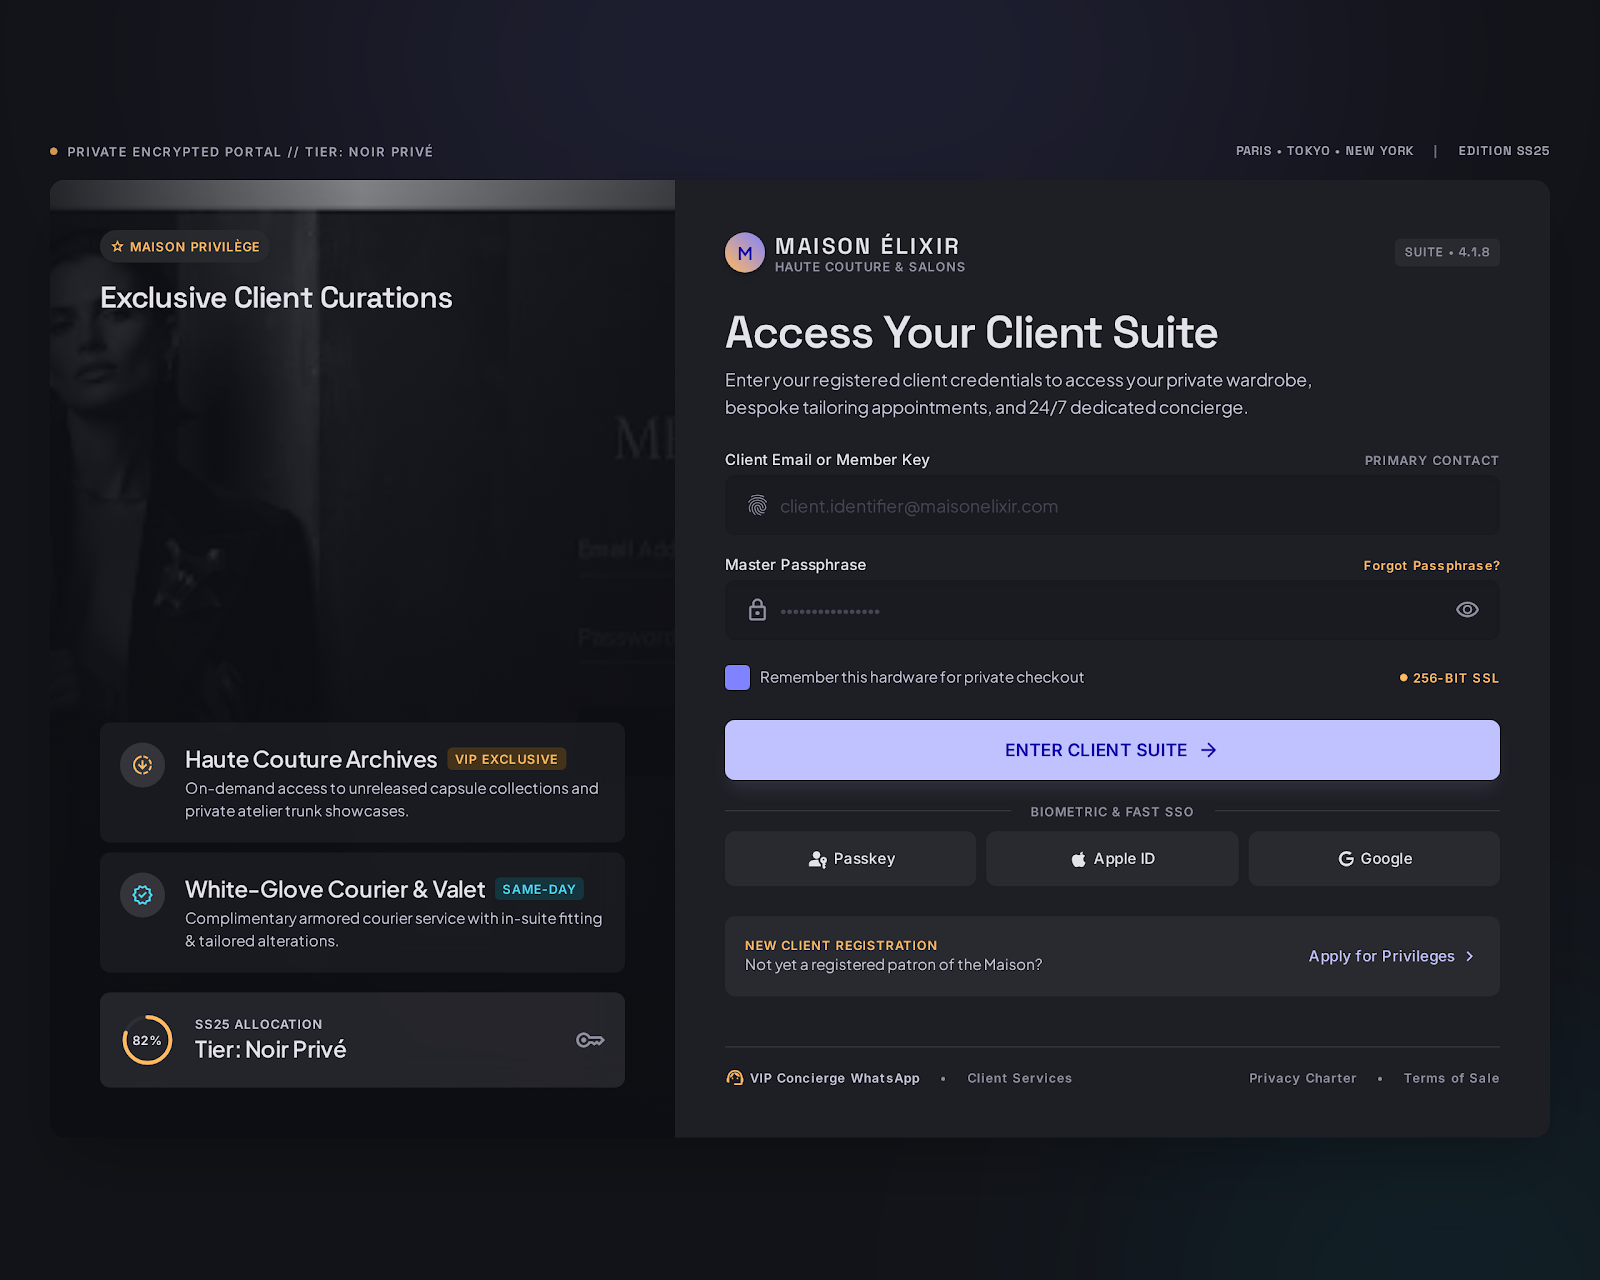 PRIVATE ENCRYPTED PORTAL // TIER: NOIR PRIVÉ
PARIS • TOKYO • NEW YORK | EDITION SS25
MAISON PRIVILÈGE
Exclusive Client Curations
Email Add
Password
Haute Couture Archives VIP EXCLUSIVE
On-demand access to unreleased capsule collections and
private atelier trunk showcases.
White-Glove Courier & Valet SAME-DAY
Complimentary armored courier service with in-suite fitting
& tailored alterations.
82%
SS25 ALLOCATION
Tier: Noir Privé
M
MAISON ÉLIXIR
HAUTE COUTURE & SALONS
SUITE • 4.1.8
Access Your Client Suite
Enter your registered client credentials to access your private wardrobe,
bespoke tailoring appointments, and 24/7 dedicated concierge.
Client Email or Member Key PRIMARY CONTACT
client.identifier@maisonelixir.com
Master Passphrase Forgot Passphrase?
••••••••••••••••
Remember this hardware for private checkout
256-BIT SSL
ENTER CLIENT SUITE →
BIOMETRIC & FAST SSO
Passkey
Apple ID
Google
NEW CLIENT REGISTRATION
Not yet a registered patron of the Maison?
Apply for Privileges
VIP Concierge WhatsApp • Client Services
Privacy Charter • Terms of Sale